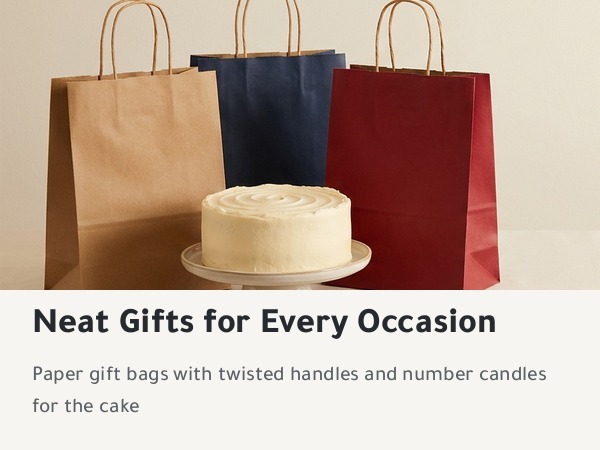 Neat Gifts for Every Occasion
Paper gift bags with twisted handles and number candles
for the cake